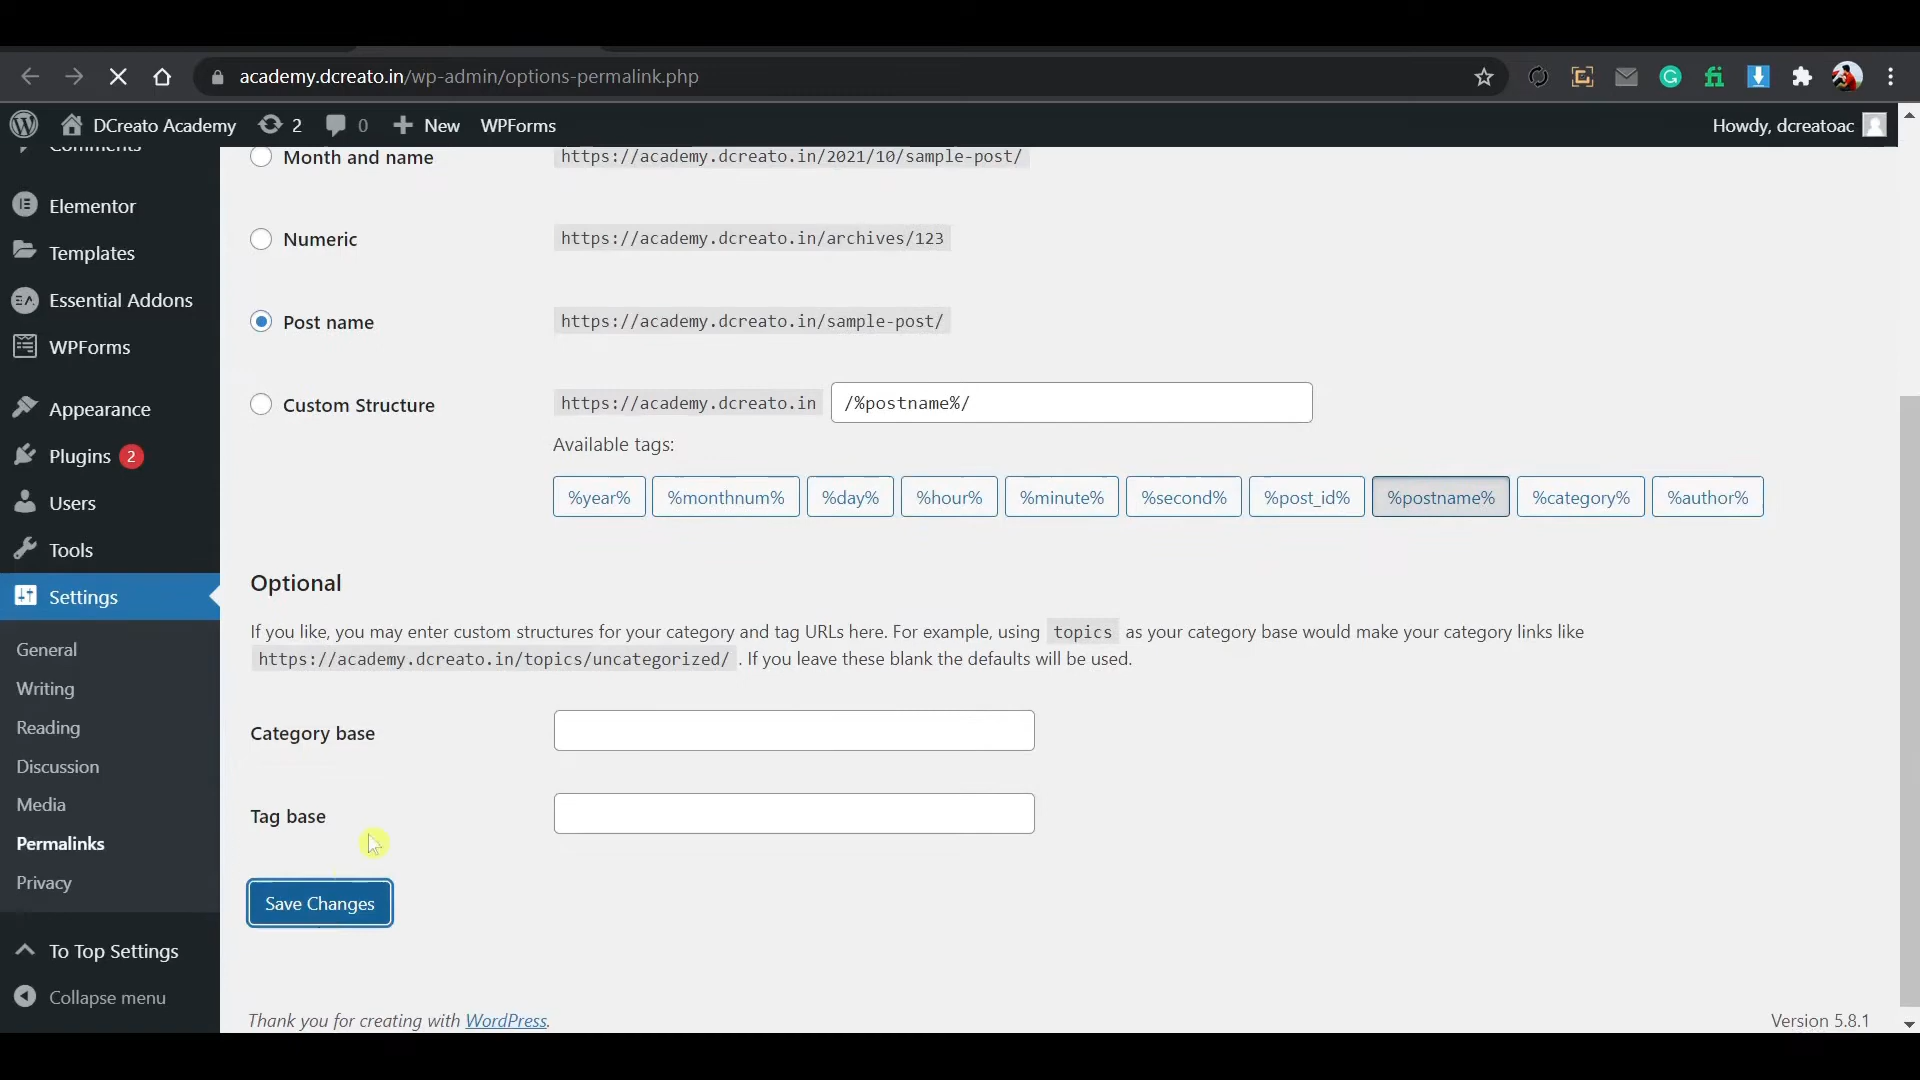 academy.dcreato.in/wp-admin/options-permalink.php
DCreato Academy 2 0 New WPForms Howdy, dcreatoac
Comments
Elementor
Templates
Essential Addons
WPForms
Appearance
Plugins 2
Users
Tools
Settings
General
Writing
Reading
Discussion
Media
Permalinks
Privacy
To Top Settings
Collapse menu
Month and name https://academy.dcreato.in/2021/10/sample-post/
Numeric https://academy.dcreato.in/archives/123
Post name https://academy.dcreato.in/sample-post/
Custom Structure https://academy.dcreato.in /%postname%/
Available tags:
%year% %monthnum% %day% %hour% %minute% %second% %post_id% %postname% %category% %author%
Optional
If you like, you may enter custom structures for your category and tag URLs here. For example, using topics as your category base would make your category links like
https://academy.dcreato.in/topics/uncategorized/ . If you leave these blank the defaults will be used.
Category base
Tag base
Save Changes
Thank you for creating with WordPress.
Version 5.8.1